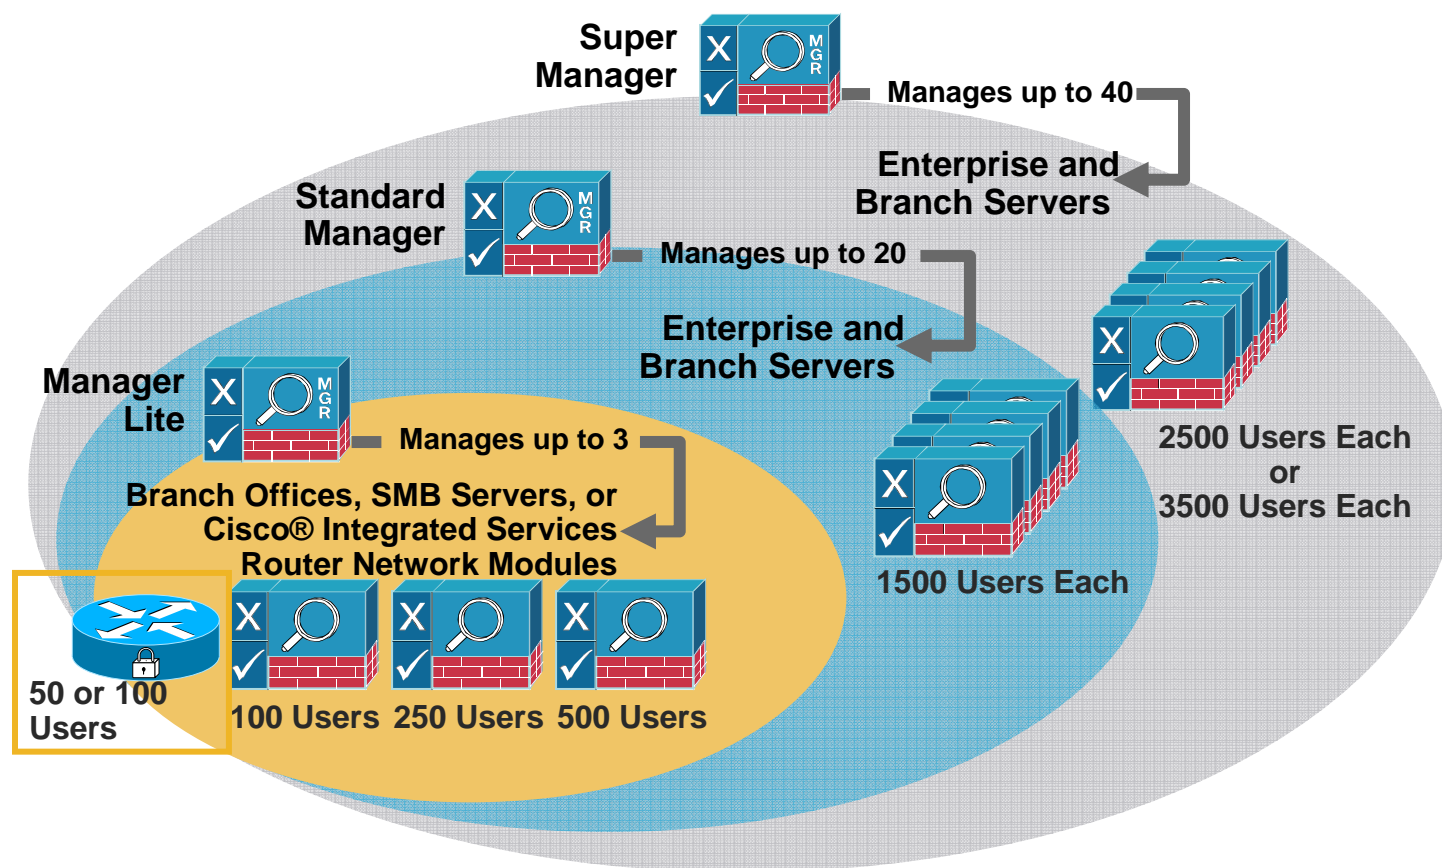 Super
Manager
MGR
Manages up to 40
Enterprise and
Branch Servers
Standard
Manager
MGR
Manages up to 20
Enterprise and
Branch Servers
Manager
Lite
MGR
Manages up to 3
Branch Offices, SMB Servers, or
Cisco® Integrated Services
Router Network Modules
2500 Users Each
or
3500 Users Each
1500 Users Each
50 or 100
Users
100 Users
250 Users
500 Users